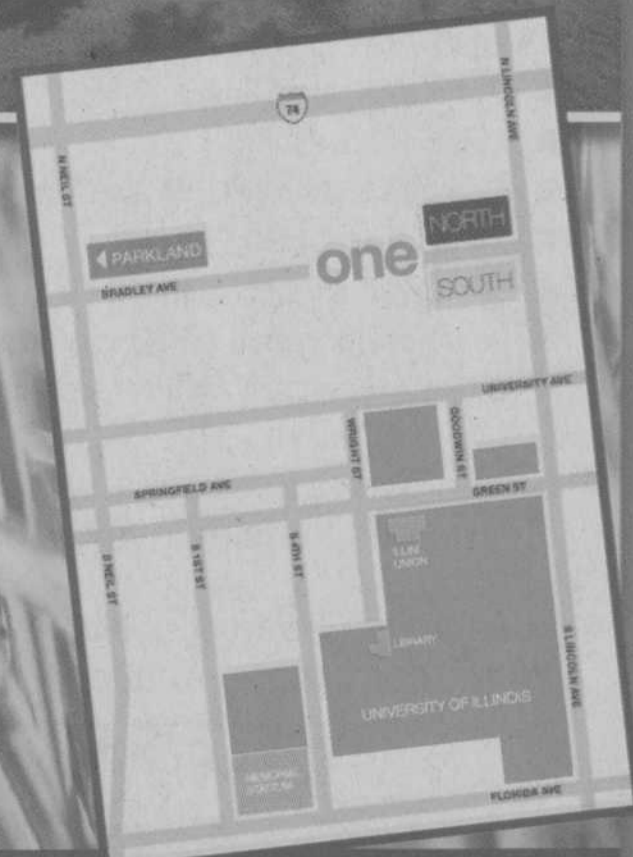 N LINCOLN AVE
74
N NEIL ST
NORTH
PARKLAND
one
BRADLEY AVE
SOUTH
UNIVERSITY AVE
WRIGHT ST
GOODWIN ST
SPRINGFIELD AVE
GREEN ST
S NEIL ST
S 1ST ST
S 4TH ST
ILLINI
UNION
LIBRARY
S LINCOLN AVE
UNIVERSITY OF ILLINOIS
MEMORIAL
STADIUM
FLORIDA AVE